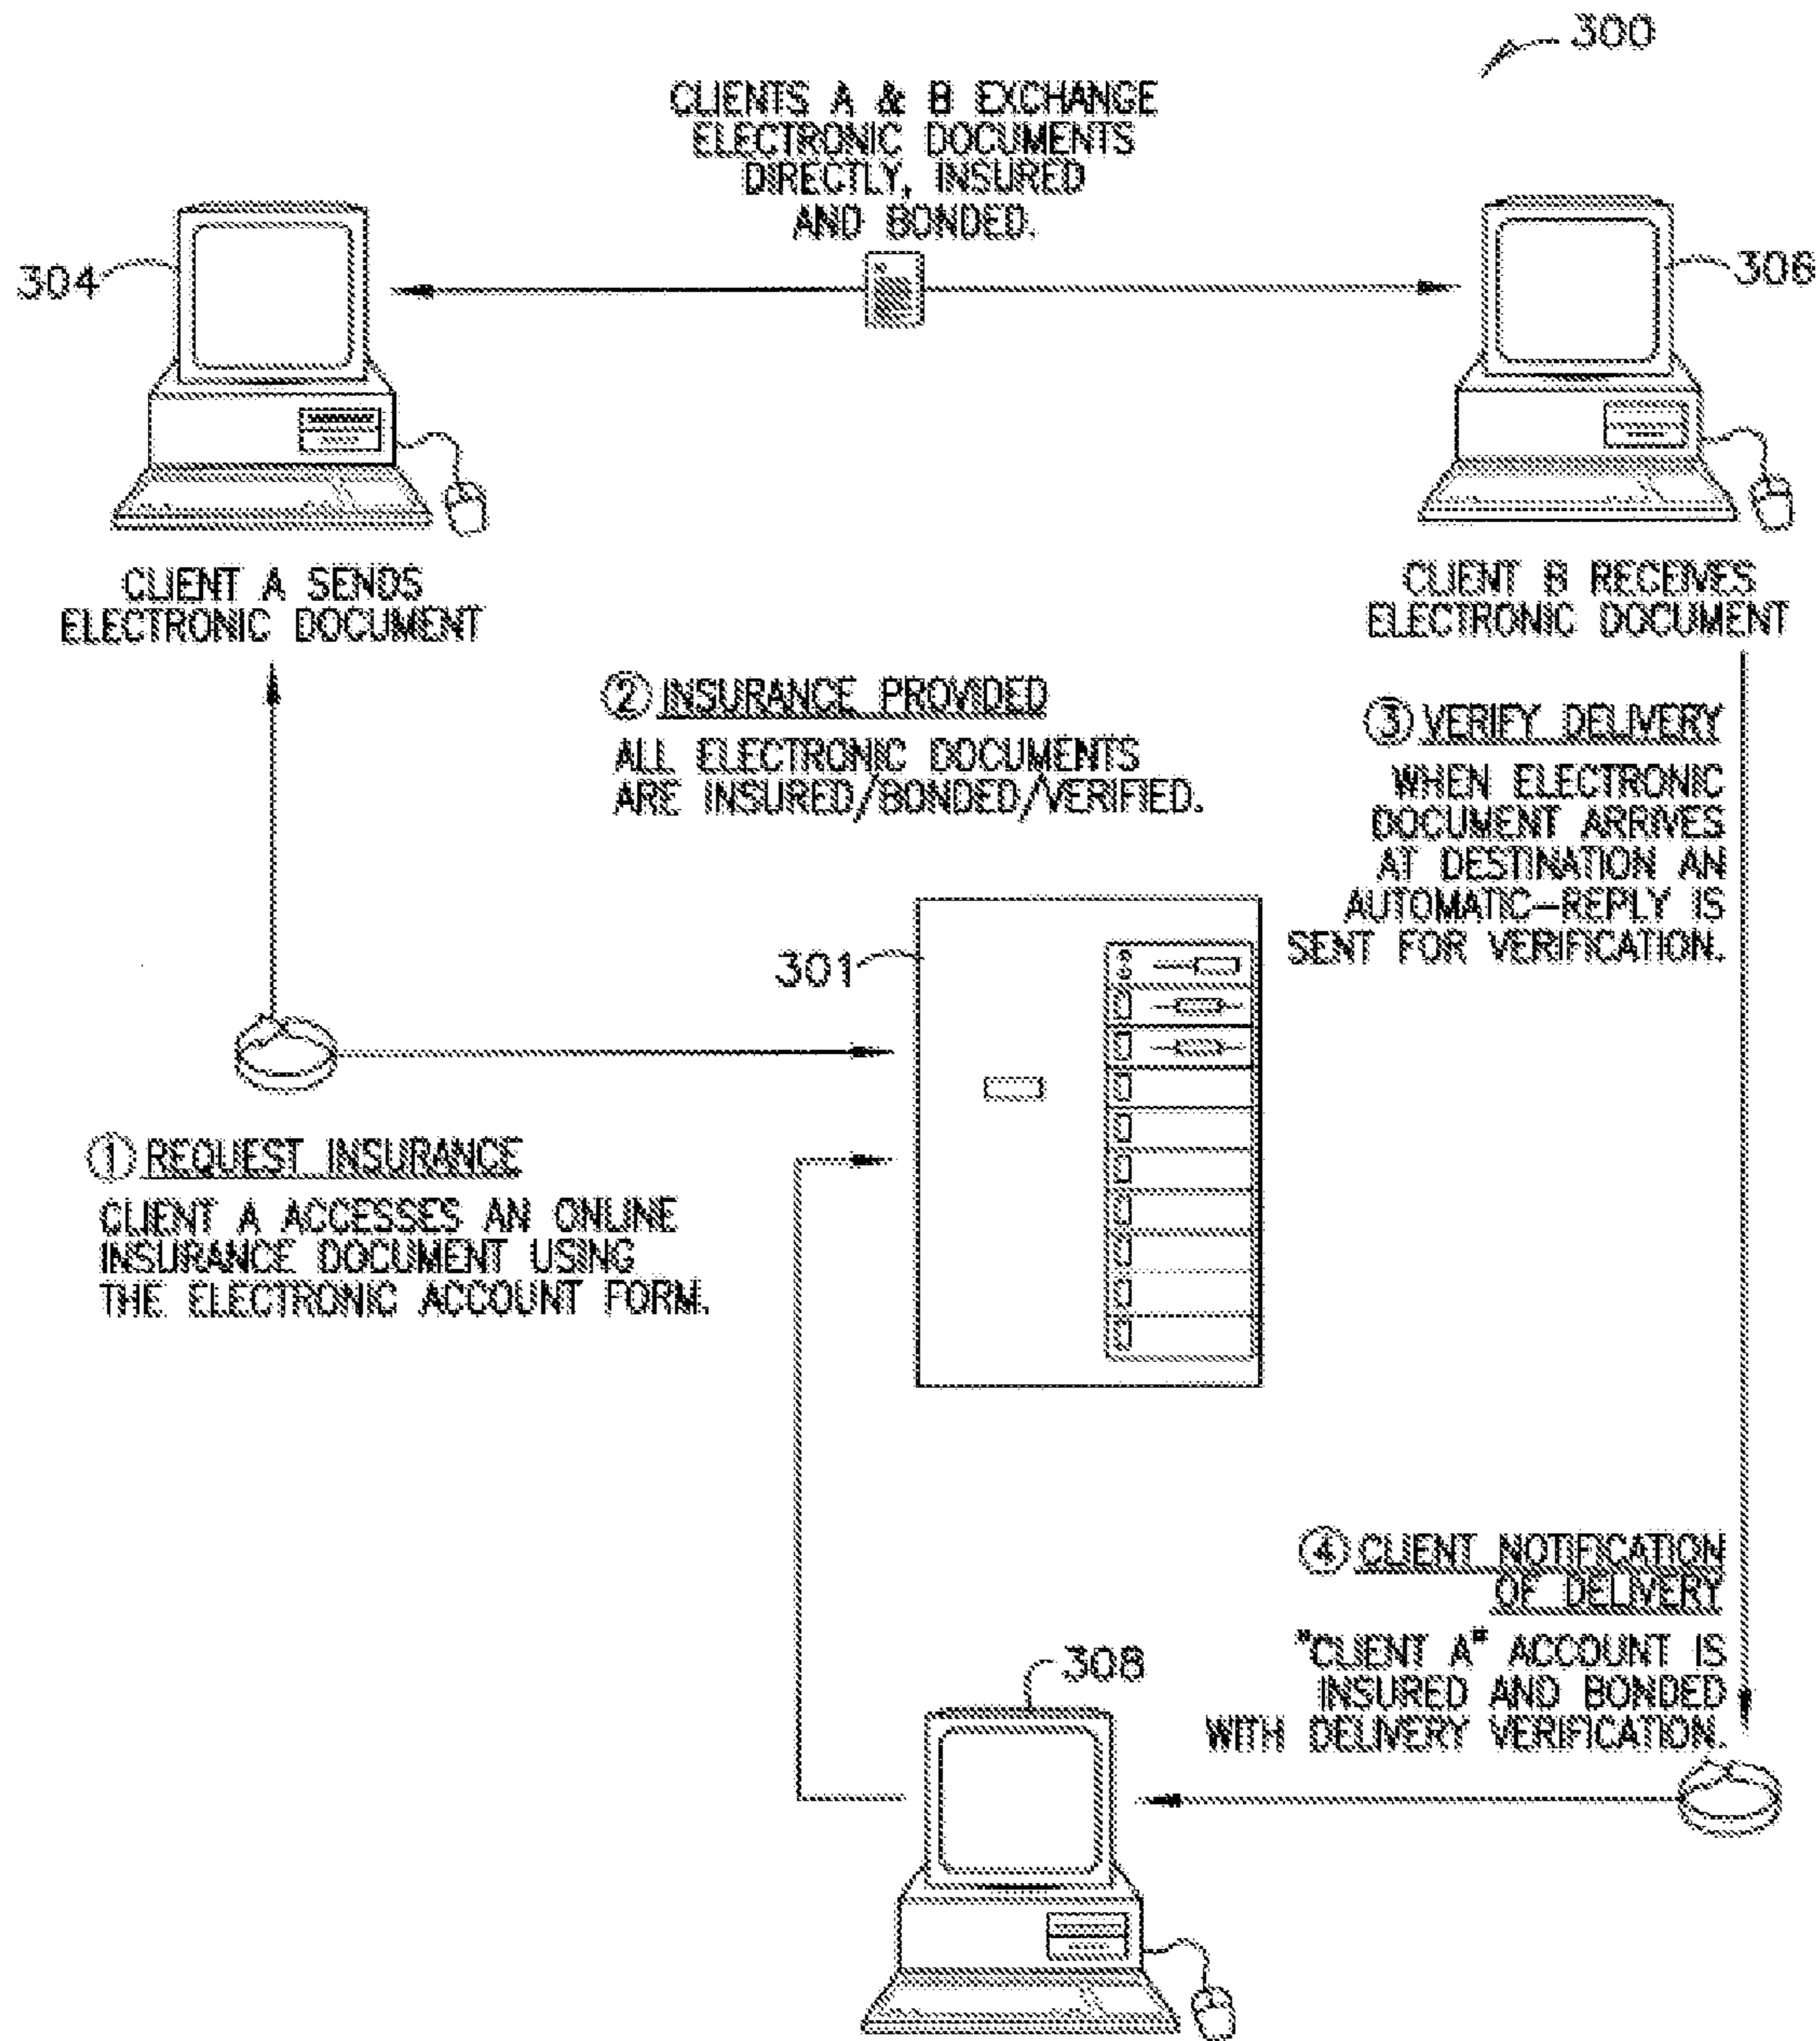 300
CLIENTS A & B EXCHANGE
ELECTRONIC DOCUMENTS
DIRECTLY, INSURED
AND BONDED.
304
306
CLIENT A SENDS
ELECTRONIC DOCUMENT
CLIENT B RECEIVES
ELECTRONIC DOCUMENT
② INSURANCE PROVIDED
ALL ELECTRONIC DOCUMENTS
ARE INSURED/BONDED/VERIFIED.
③ VERIFY DELIVERY
WHEN ELECTRONIC
DOCUMENT ARRIVES
AT DESTINATION AN
AUTOMATIC-REPLY IS
SENT FOR VERIFICATION.
301
① REQUEST INSURANCE
CLIENT A ACCESSES AN ONLINE
INSURANCE DOCUMENT USING
THE ELECTRONIC ACCOUNT FORM.
④ CLIENT NOTIFICATION
OF DELIVERY
"CLIENT A" ACCOUNT IS
INSURED AND BONDED
WITH DELIVERY VERIFICATION.
308